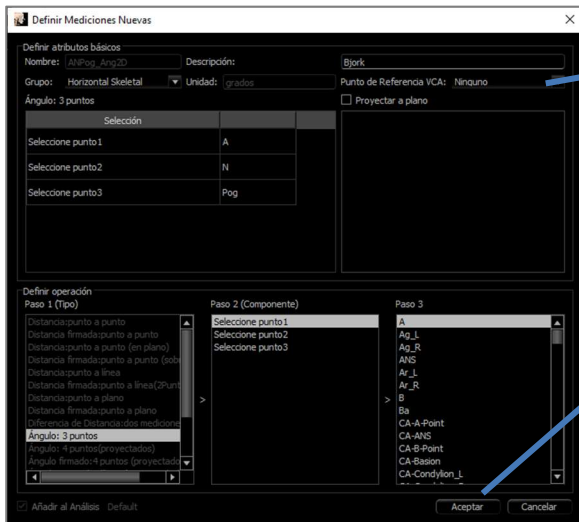 Definir Mediciones Nuevas
Definir atributos básicos
Nombre: ANPog_Ang2D Descripción: Bjork
Grupo: Horizontal Skeletal Unidad: grados Punto de Referencia VCA: Ninguno
Ángulo: 3 puntos Proyectar a plano
Selección
Seleccione punto1 A
Seleccione punto2 N
Seleccione punto3 Pog
Definir operación
Paso 1 (Tipo) Paso 2 (Componente) Paso 3
Distancia:punto a punto
Distancia firmada:punto a punto
Distancia:punto a punto (en plano)
Distancia firmada:punto a punto (sob
Distancia:punto a línea
Distancia firmada:punto a línea(2Punt
Distancia:punto a plano
Distancia firmada:punto a plano
Diferencia de Distancia:dos medicione
Ángulo: 3 puntos
Ángulo: 4 puntos(proyectados)
Ángulo firmado:4 puntos (proyectado
>
Seleccione punto1
Seleccione punto2
Seleccione punto3
>
A
Ag_L
Ag_R
ANS
Ar_L
Ar_R
B
Ba
CA-A-Point
CA-ANS
CA-B-Point
CA-Basion
CA-Condylion_L
Añadir al Análisis Default Aceptar Cancelar